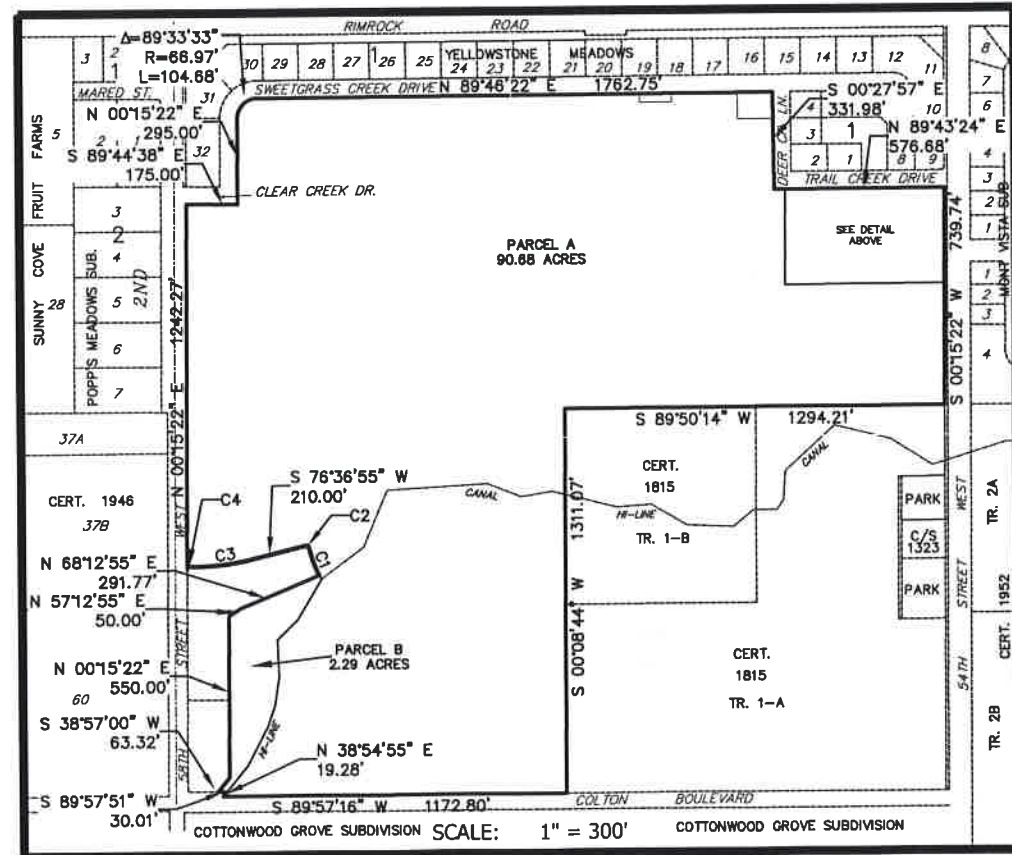 RIMROCK ROAD
Δ=89°33'33"
R=66.97'
L=104.68'
3
2
1
30 29 28 27 26 25 24 23 22 21 20 19 18 17 16 15 14 13 12
1
YELLOWSTONE MEADOWS
11
10
8
7
6
4
3
2
1
MARED ST.
31
SWEETGRASS CREEK DRIVE N 89°46'22" E 1762.75'
N 00°15'22" E
295.00'
S 89°44'38" E
175.00'
32
CLEAR CREEK DR.
5
2
1
S 00°27'57" E
331.98'
N 89°43'24" E
576.68'
4
3
1
2 1 8 9
TRAIL CREEK DRIVE
SUNNY COVE FRUIT FARMS
28
POPP'S MEADOWS SUB.
2ND
3
2
4
5
6
7
PARCEL A
90.68 ACRES
SEE DETAIL
ABOVE
739.74'
S 00°15'22" W
MONT VISTA SUB
1
2
3
4
N 00°15'22" E 1242.27'
37A
CERT. 1946
37B
WEST
S 89°50'14" W 1294.21'
S 76°36'55" W
210.00'
C4
C2
C3
C1
CANAL
CANAL
HI-LINE
CERT.
1815
TR. 1-B
1311.07'
S 00°08'44" W
PARK
C/S
1323
PARK
WEST
STREET
54TH
TR. 2A
1952
CERT.
TR. 2B
N 68°12'55" E
291.77'
N 57°12'55" E
50.00'
N 00°15'22" E
550.00'
60
STREET
58TH
PARCEL B
2.29 ACRES
HI-LINE
CERT.
1815
TR. 1-A
S 38°57'00" W
63.32'
N 38°54'55" E
19.28'
S 89°57'51" W
30.01'
S 89°57'16" W 1172.80'
COLTON BOULEVARD
COTTONWOOD GROVE SUBDIVISION SCALE: 1" = 300' COTTONWOOD GROVE SUBDIVISION